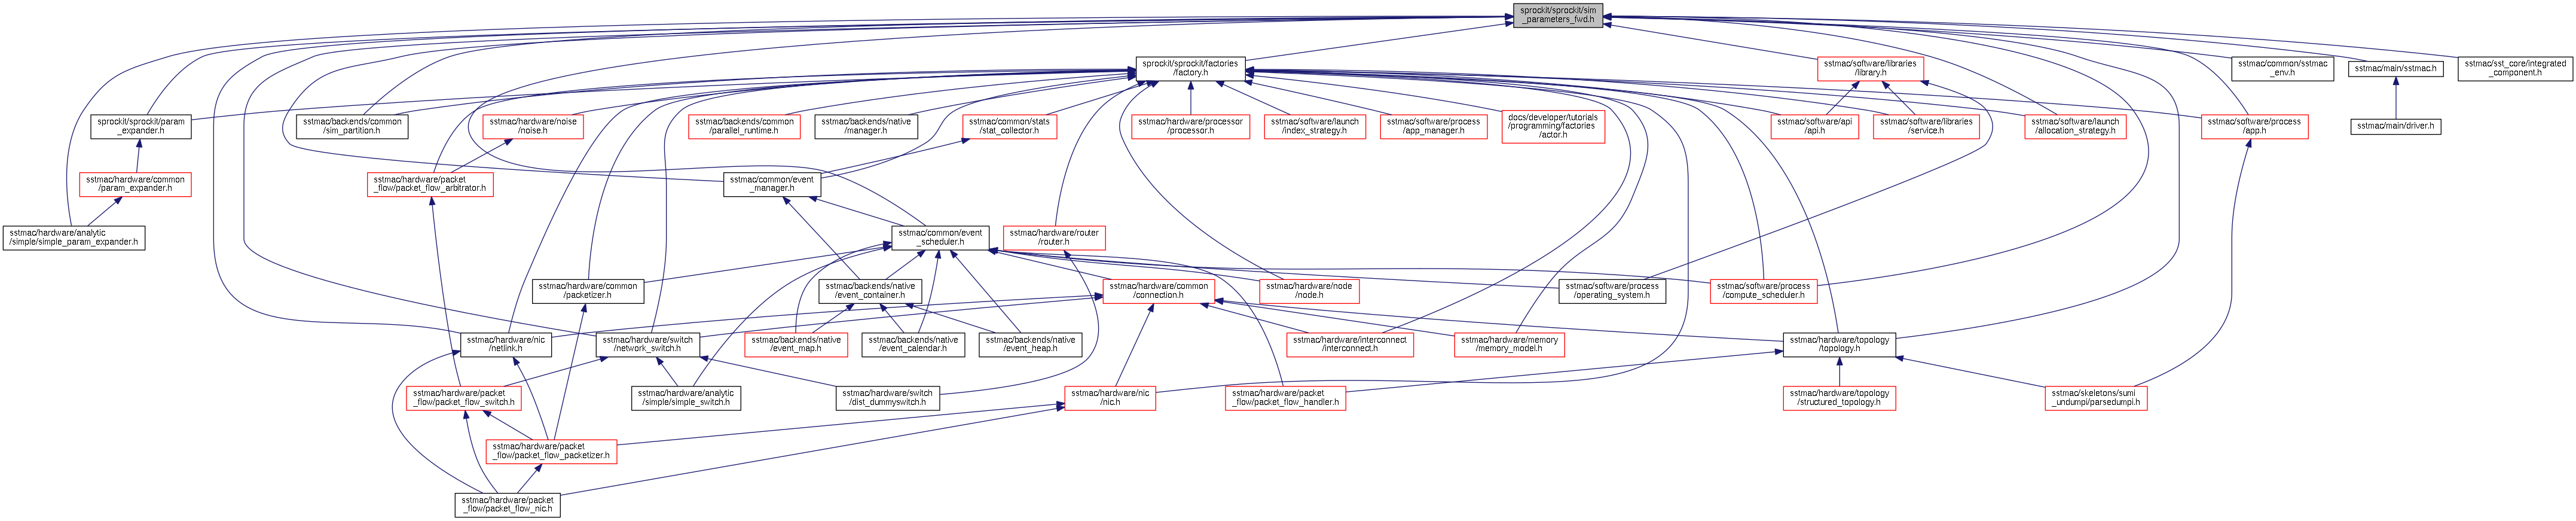 sprockit/sprockit/sim
_parameters_fwd.h
sprockit/sprockit/factories
/factory.h
sstmac/software/libraries
/library.h
sstmac/common/sstmac
_env.h
sstmac/main/sstmac.h
sstmac/sst_core/integrated
_component.h
sprockit/sprockit/param
_expander.h
sstmac/backends/common
/sim_partition.h
sstmac/hardware/noise
/noise.h
sstmac/backends/common
/parallel_runtime.h
sstmac/backends/native
/manager.h
sstmac/common/stats
/stat_collector.h
sstmac/hardware/processor
/processor.h
sstmac/software/launch
/index_strategy.h
sstmac/software/process
/app_manager.h
docs/developer/tutorials
/programming/factories
/actor.h
sstmac/software/api
/api.h
sstmac/software/libraries
/service.h
sstmac/software/launch
/allocation_strategy.h
sstmac/software/process
/app.h
sstmac/main/driver.h
sstmac/hardware/common
/param_expander.h
sstmac/hardware/packet
_flow/packet_flow_arbitrator.h
sstmac/common/event
_manager.h
sstmac/hardware/analytic
/simple/simple_param_expander.h
sstmac/common/event
_scheduler.h
sstmac/hardware/router
/router.h
sstmac/hardware/common
/packetizer.h
sstmac/backends/native
/event_container.h
sstmac/hardware/common
/connection.h
sstmac/hardware/node
/node.h
sstmac/software/process
/operating_system.h
sstmac/software/process
/compute_scheduler.h
sstmac/hardware/nic
/netlink.h
sstmac/hardware/switch
/network_switch.h
sstmac/backends/native
/event_map.h
sstmac/backends/native
/event_calendar.h
sstmac/backends/native
/event_heap.h
sstmac/hardware/interconnect
/interconnect.h
sstmac/hardware/memory
/memory_model.h
sstmac/hardware/topology
/topology.h
sstmac/hardware/packet
_flow/packet_flow_switch.h
sstmac/hardware/analytic
/simple/simple_switch.h
sstmac/hardware/switch
/dist_dummyswitch.h
sstmac/hardware/nic
/nic.h
sstmac/hardware/packet
_flow/packet_flow_handler.h
sstmac/hardware/topology
/structured_topology.h
sstmac/skeletons/sumi
_undumpi/parsedumpi.h
sstmac/hardware/packet
_flow/packet_flow_packetizer.h
sstmac/hardware/packet
_flow/packet_flow_nic.h